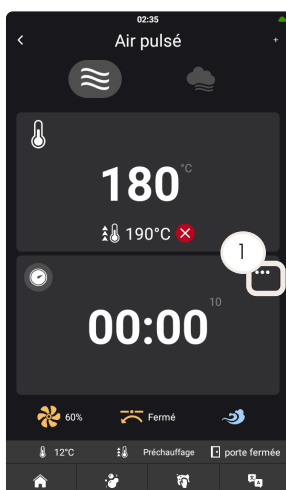 02:35
Air pulsé
180 °C
190°C
1
10
00:00
60% Fermé
12°C Préchauffage porte fermée